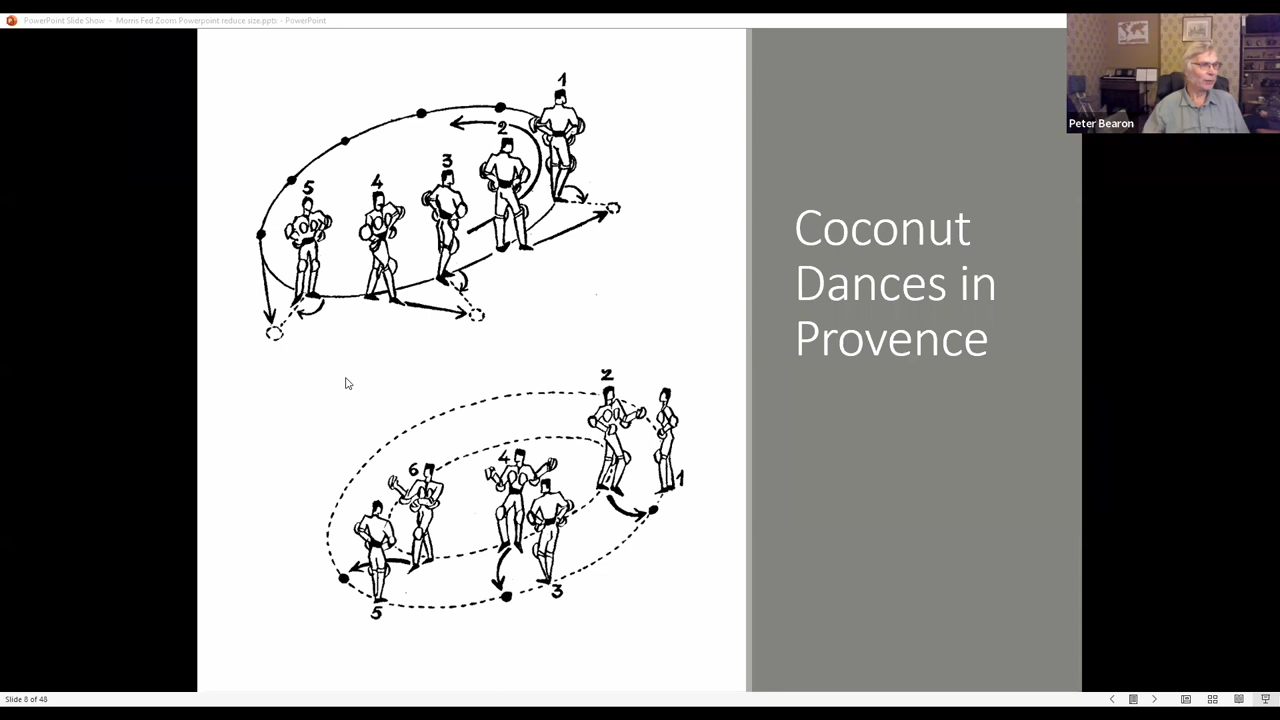 PowerPoint Slide Show - Morris Fed Zoom Powerpoint reduce size.pptx - PowerPoint
Peter Bearon
1
2
3
4
5
Coconut
Dances in
Provence
2
6
4
1
3
5
Slide 8 of 48